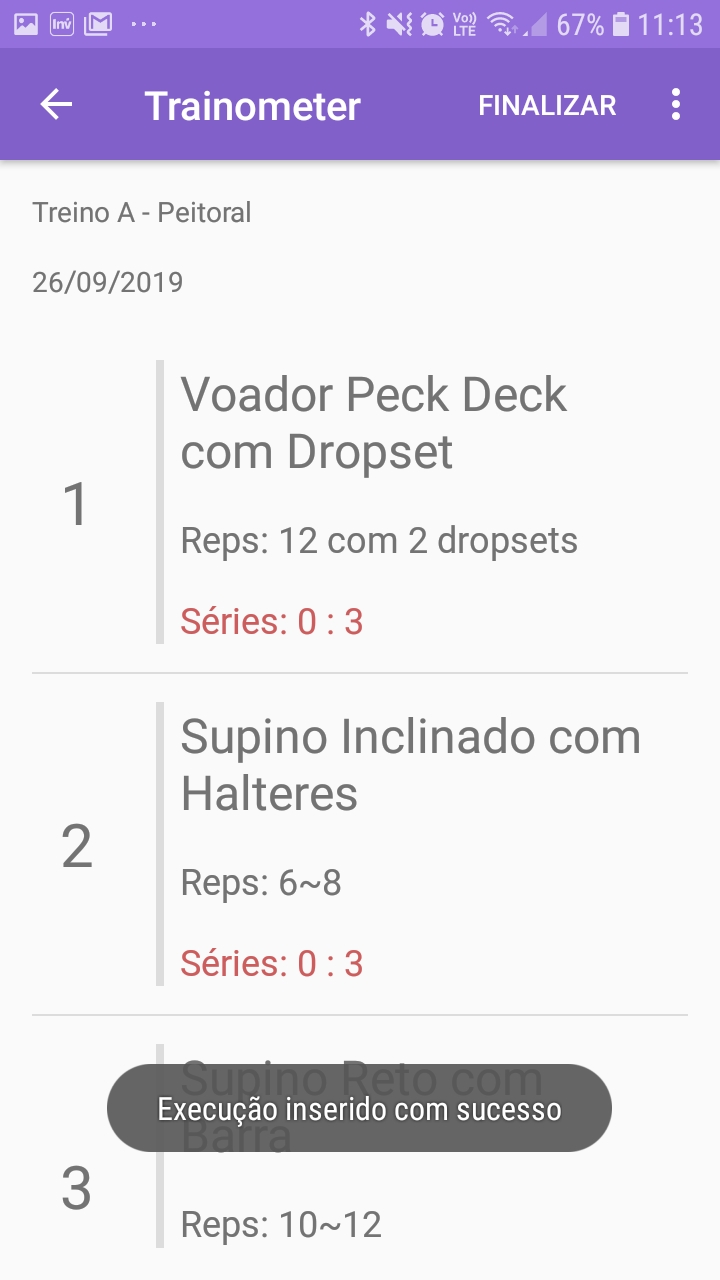 Inv
Vo))
LTE
67%
11:13
Trainometer
FINALIZAR
Treino A - Peitoral
26/09/2019
1
Voador Peck Deck
com Dropset
Reps: 12 com 2 dropsets
Séries: 0 : 3
2
Supino Inclinado com
Halteres
Reps: 6~8
Séries: 0 : 3
3
Supino Reto com
Barra
Execução inserido com sucesso
Reps: 10~12